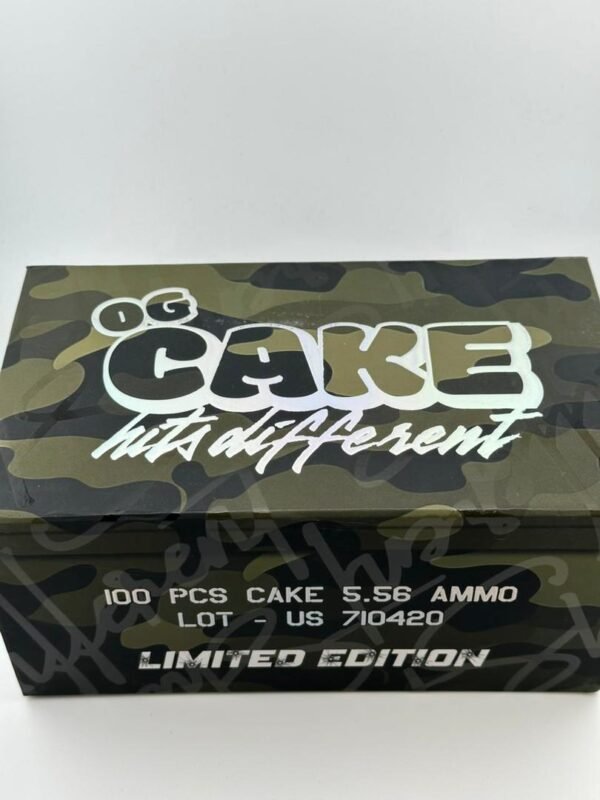 OG
CAKE
hits different
100 PCS CAKE 5.56 AMMO
LOT - US 710420
LIMITED EDITION